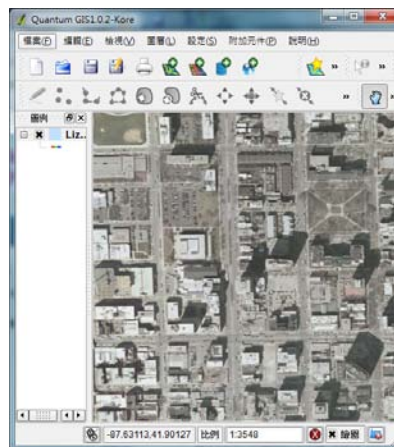 Quantum GIS1.0.2-Kore
檔案(F) 編輯(E) 檢視(V) 圖層(L) 設定(S) 附加元件(P) 說明(H)
圖例
Liz...
-87.63113,41.90127 比例 1:3548 繪圖